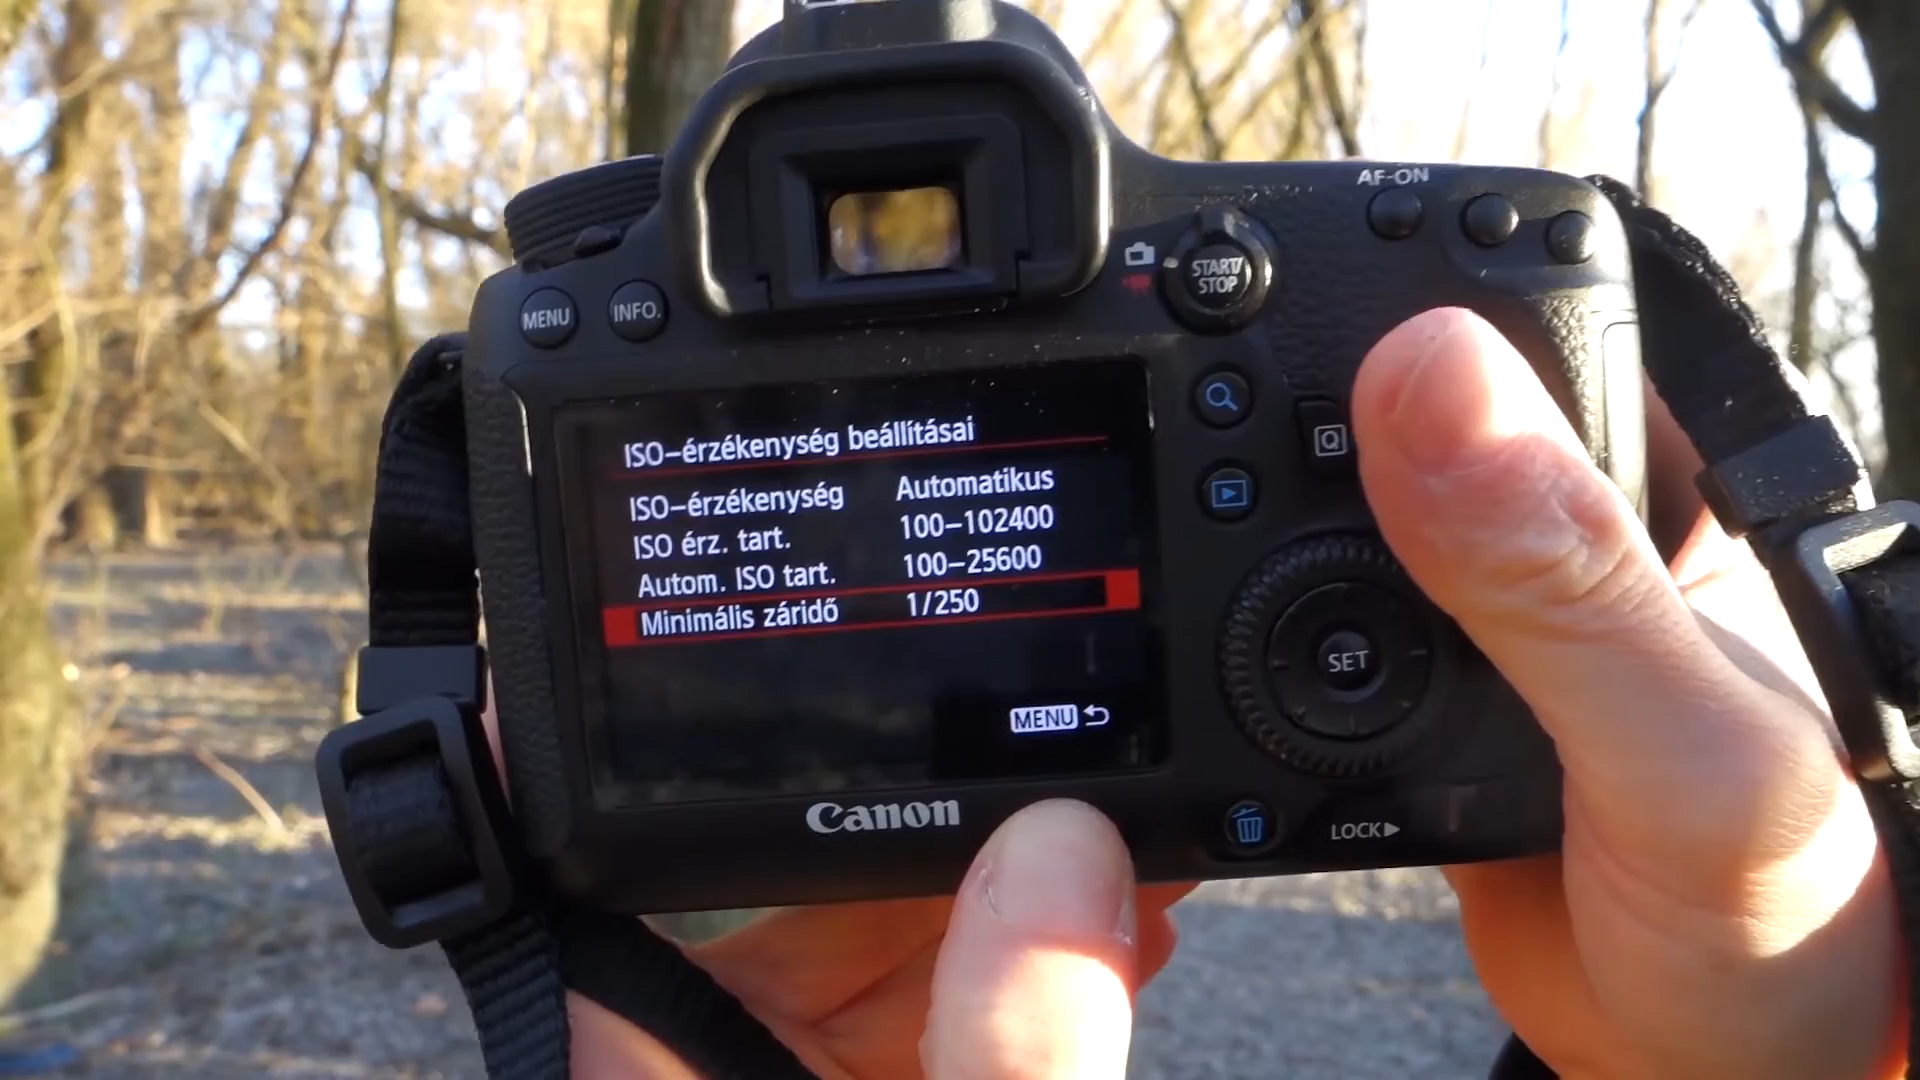 AF-ON
START/
STOP
MENU INFO.
ISO-érzékenység beállításai
ISO-érzékenység Automatikus
ISO érz. tart. 100-102400
Autom. ISO tart. 100-25600
Minimális záridő 1/250
MENU
Q
SET
Canon
LOCK